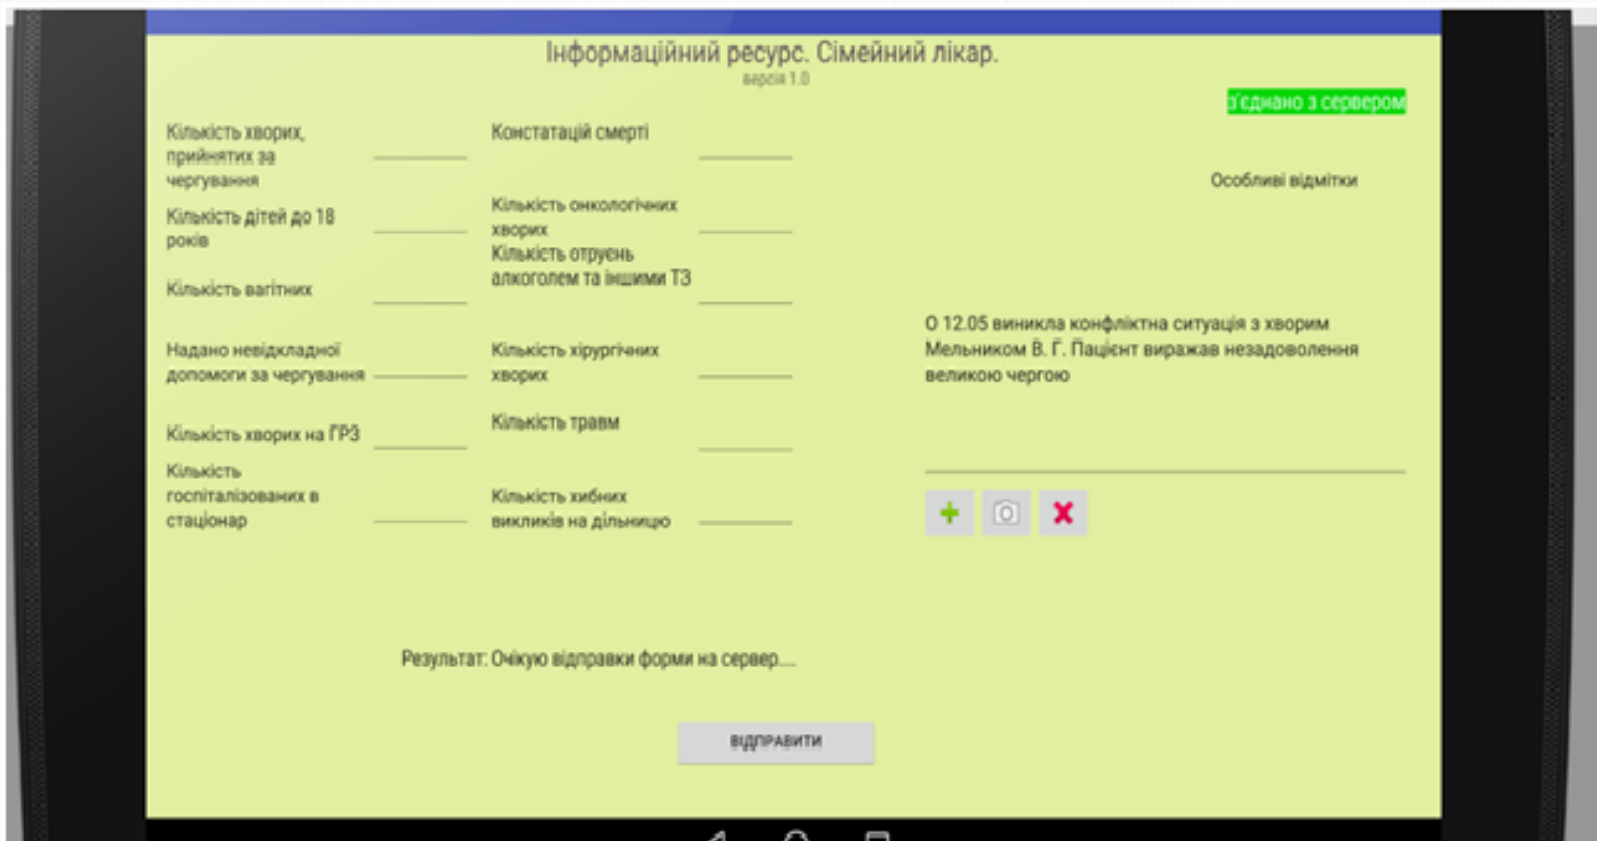 Інформаційний ресурс. Сімейний лікар.
версія 1.0
з'єднано з сервером
Кількість хворих,
прийнятих за
чергування
Кількість дітей до 18
років
Кількість вагітних
Надано невідкладної
допомоги за чергування
Кількість хворих на ГРЗ
Кількість
госпіталізованих в
стаціонар
Констатацій смерті
Кількість онкологічних
хворих
Кількість отруєнь
алкоголем та іншими ТЗ
Кількість хірургічних
хворих
Кількість травм
Кількість хибних
викликів на дільницю
Особливі відмітки
О 12.05 виникла конфліктна ситуація з хворим
Мельником В. Г. Пацієнт виражав незадоволення
великою чергою
Результат: Очікую відправки форми на сервер....
ВІДПРАВИТИ